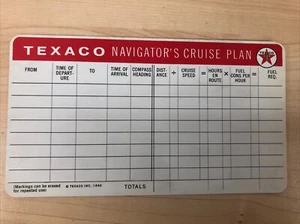 TEXACO NAVIGATOR'S CRUISE PLAN
FROM TIME OF DEPART- URE TO TIME OF ARRIVAL COMPASS HEADING DIST- ANCE ÷ CRUISE SPEED = HOURS EN ROUTE × FUEL CONS. PER HOUR = FUEL REQ.
(Markings can be erased for repeated use) © TEXACO INC. TOTALS